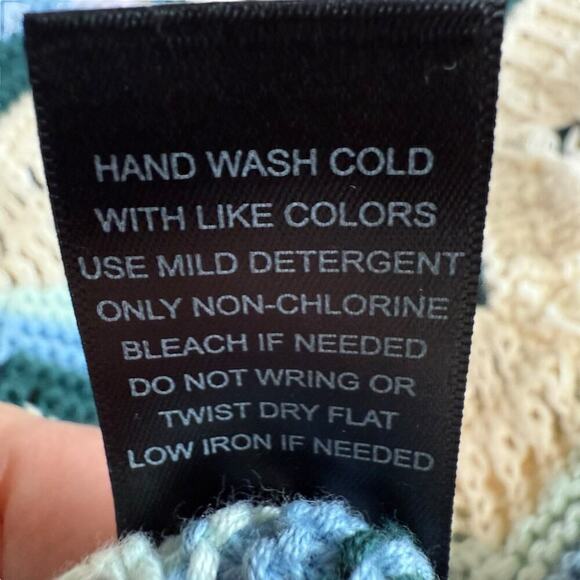 HAND WASH COLD
WITH LIKE COLORS
USE MILD DETERGENT
ONLY NON-CHLORINE
BLEACH IF NEEDED
DO NOT WRING OR
TWIST DRY FLAT
LOW IRON IF NEEDED